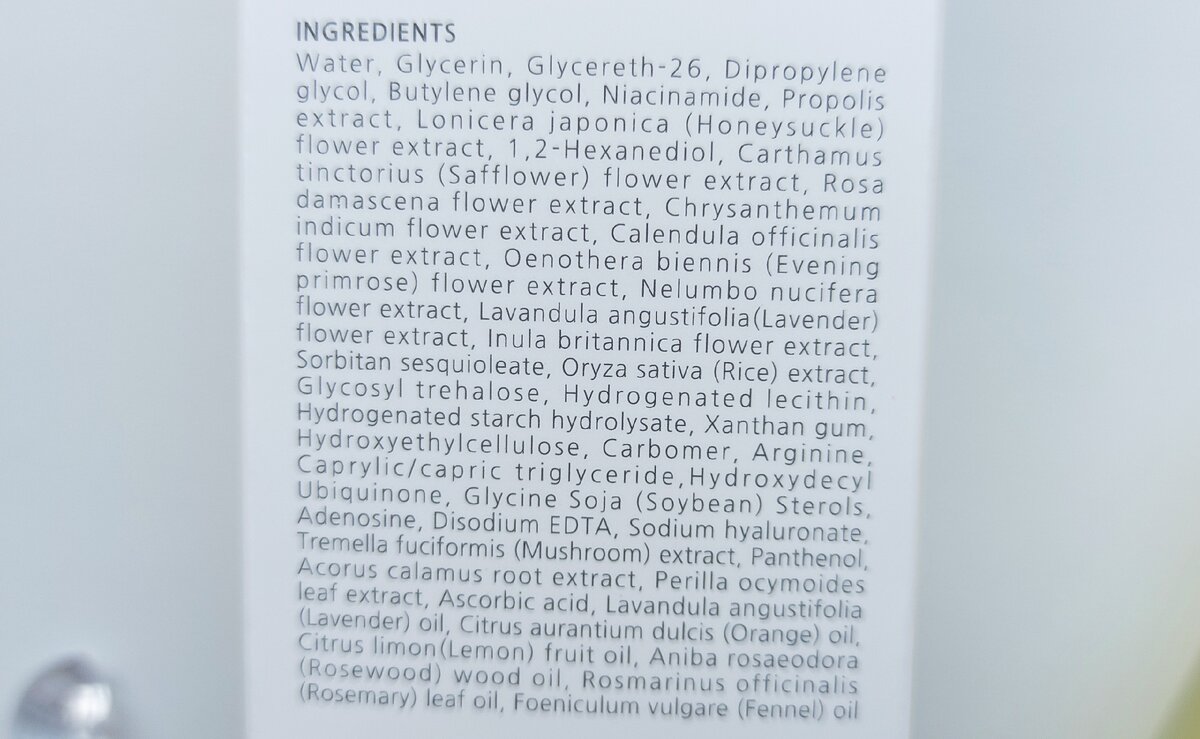 INGREDIENTS
Water, Glycerin, Glycereth-26, Dipropylene
glycol, Butylene glycol, Niacinamide, Propolis
extract, Lonicera japonica (Honeysuckle)
flower extract, 1,2-Hexanediol, Carthamus
tinctorius (Safflower) flower extract, Rosa
damascena flower extract, Chrysanthemum
indicum flower extract, Calendula officinalis
flower extract, Oenothera biennis (Evening
primrose) flower extract, Nelumbo nucifera
flower extract, Lavandula angustifolia(Lavender)
flower extract, Inula britannica flower extract,
Sorbitan sesquioleate, Oryza sativa (Rice) extract,
Glycosyl trehalose, Hydrogenated lecithin,
Hydrogenated starch hydrolysate, Xanthan gum,
Hydroxyethylcellulose, Carbomer, Arginine,
Caprylic/capric triglyceride,Hydroxydecyl
Ubiquinone, Glycine Soja (Soybean) Sterols,
Adenosine, Disodium EDTA, Sodium hyaluronate,
Tremella fuciformis (Mushroom) extract, Panthenol,
Acorus calamus root extract, Perilla ocymoides
leaf extract, Ascorbic acid, Lavandula angustifolia
(Lavender) oil, Citrus aurantium dulcis (Orange) oil,
Citrus limon(Lemon) fruit oil, Aniba rosaeodora
(Rosewood) wood oil, Rosmarinus officinalis
(Rosemary) leaf oil, Foeniculum vulgare (Fennel) oil